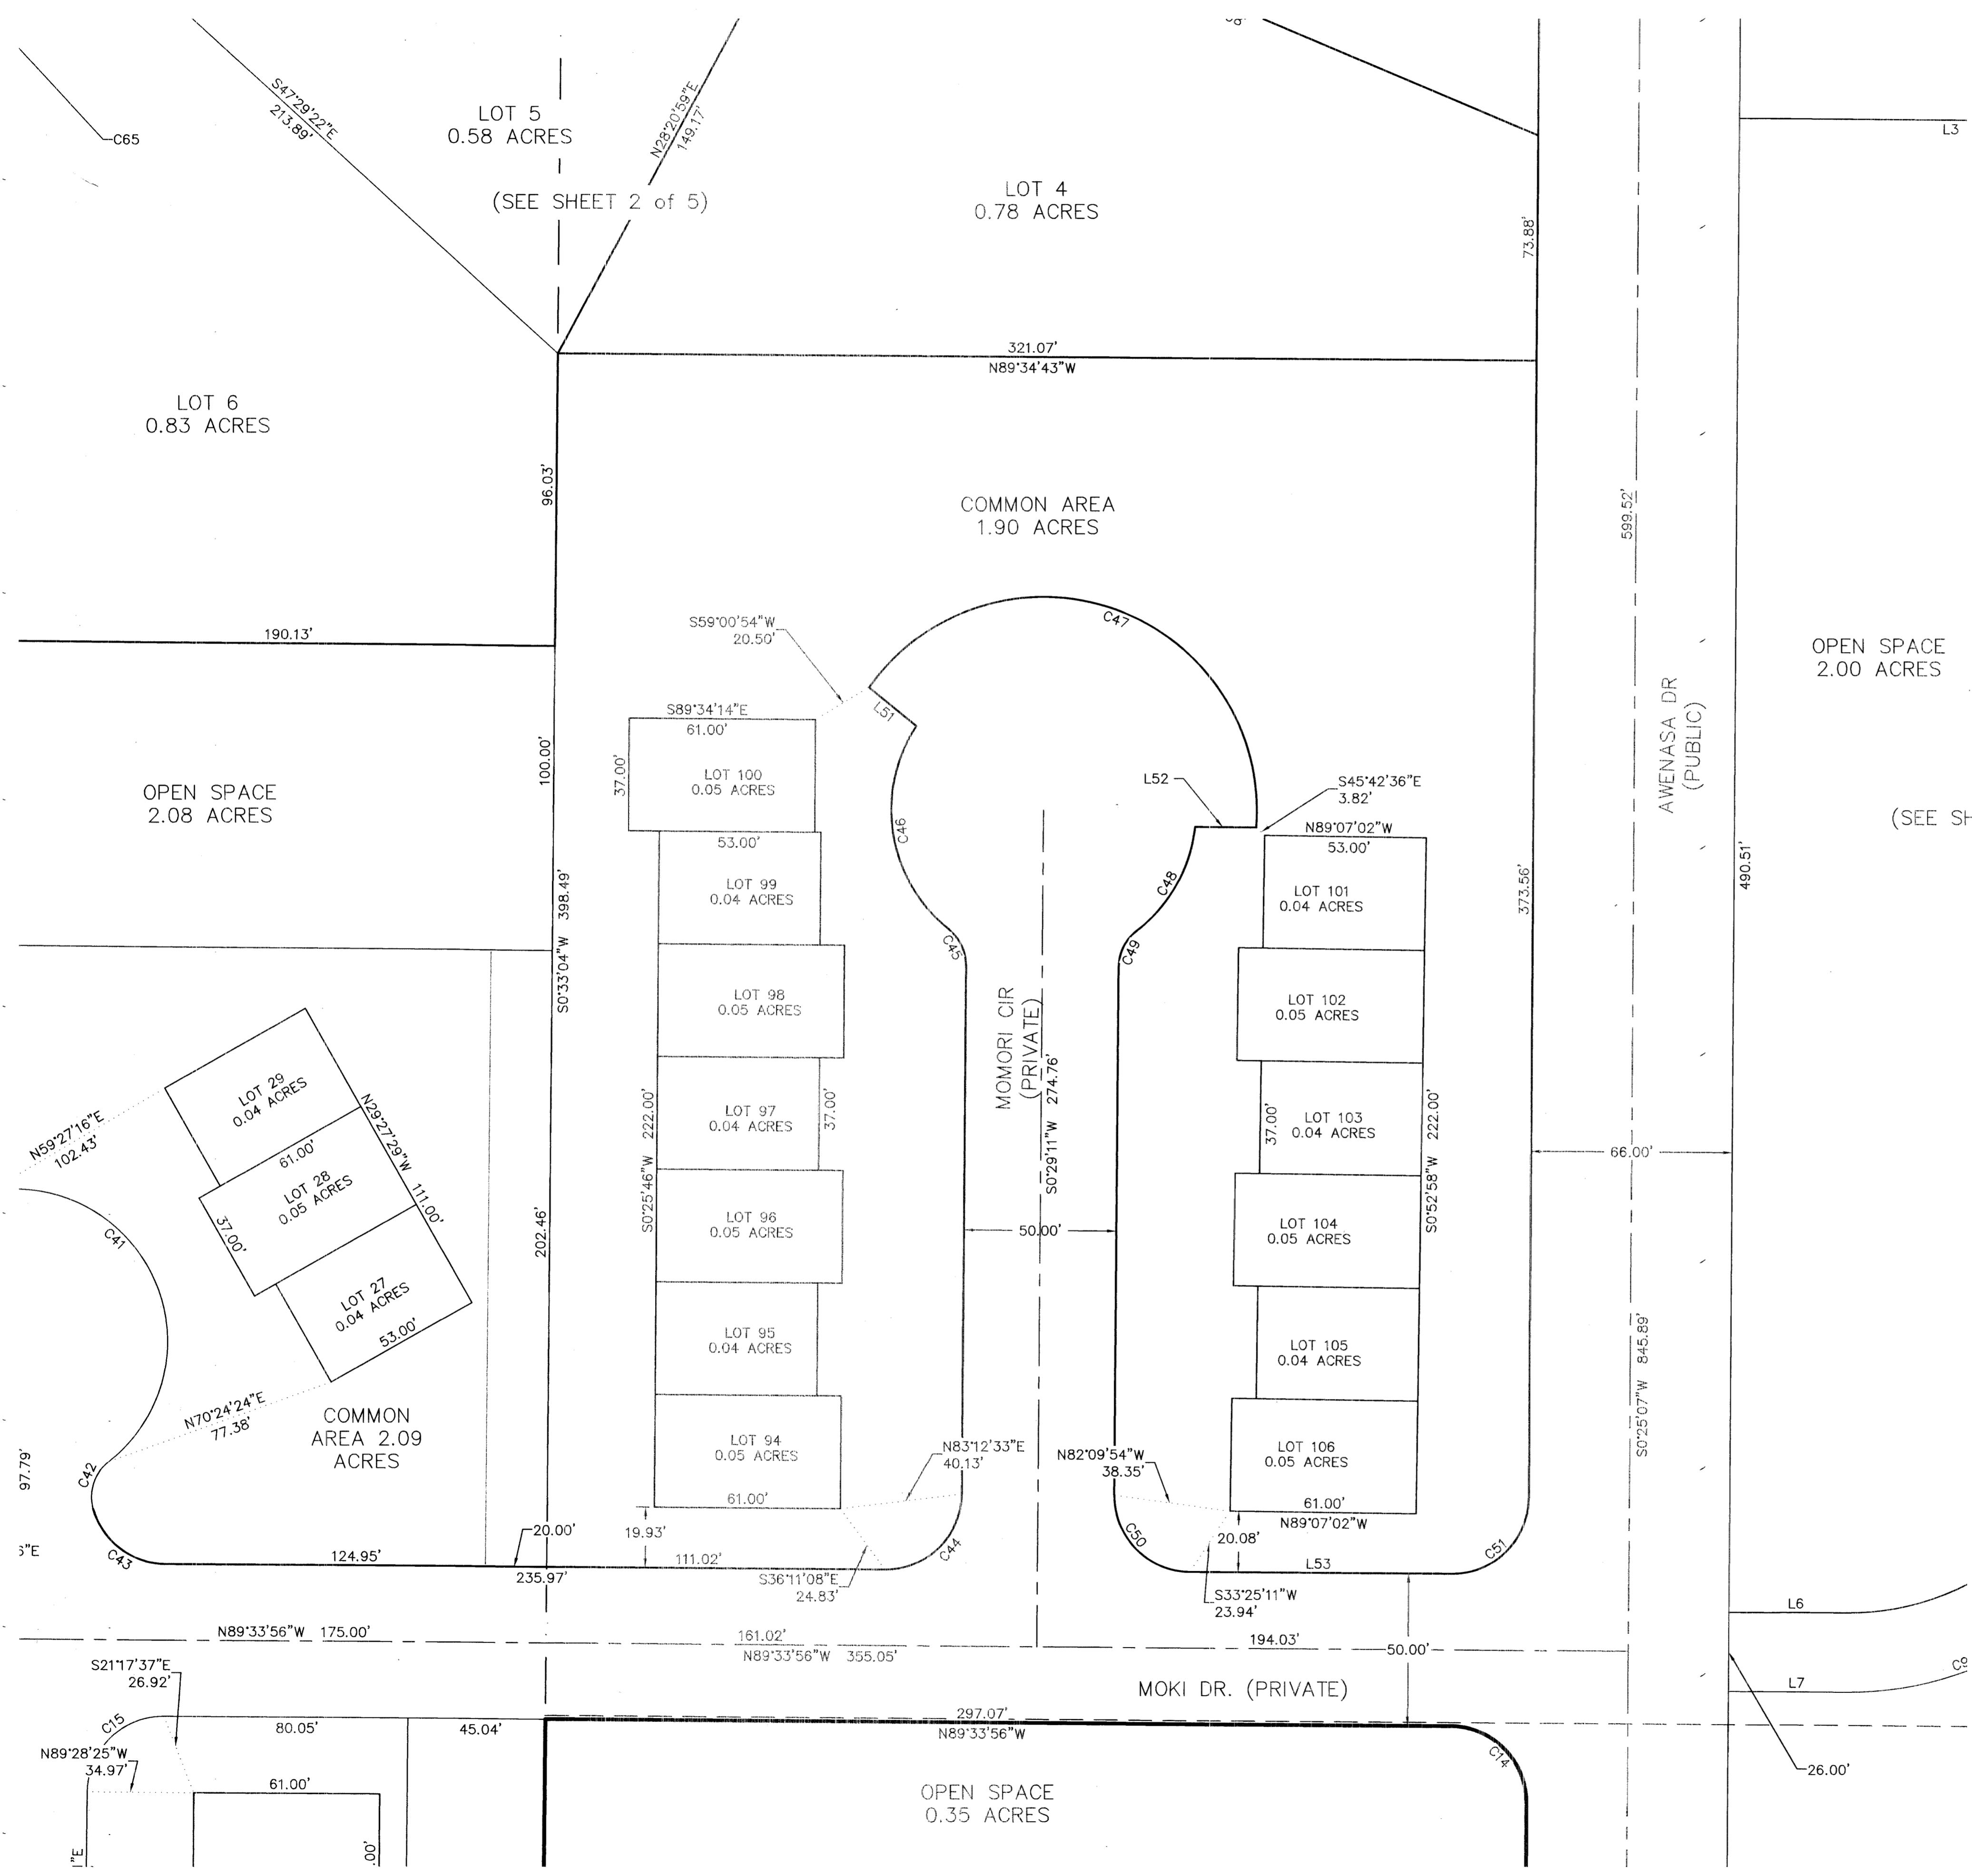 S47°29'22"E
213.89'
C65
LOT 5
0.58 ACRES
(SEE SHEET 2 of 5)
N28°20'59"E
149.17'
LOT 4
0.78 ACRES
73.88'
L3
321.07'
N89°34'43"W
LOT 6
0.83 ACRES
96.03'
COMMON AREA
1.90 ACRES
599.52'
190.13'
S59°00'54"W
20.50'
C47
OPEN SPACE
2.00 ACRES
AWENASA DR
(PUBLIC)
L51
S89°34'14"E
61.00'
37.00'
LOT 100
0.05 ACRES
100.00'
OPEN SPACE
2.08 ACRES
L52
S45°42'36"E
3.82'
N89°07'02"W
53.00'
(SEE SH
C46
53.00'
LOT 99
0.04 ACRES
C48
LOT 101
0.04 ACRES
373.56'
490.51'
S0°33'04"W 398.49'
C45
C49
LOT 98
0.05 ACRES
LOT 102
0.05 ACRES
MOMORI CIR
(PRIVATE)
S0°29'11"W 274.76'
LOT 29
0.04 ACRES
N59°27'16"E
102.43'
N29°27'29"W 111.00'
61.00'
LOT 28
0.05 ACRES
37.00'
LOT 97
0.04 ACRES
37.00'
37.00'
LOT 103
0.04 ACRES
S0°25'46"W 222.00'
S0°52'58"W 222.00'
66.00'
C41
202.46'
LOT 96
0.05 ACRES
50.00'
LOT 104
0.05 ACRES
LOT 27
0.04 ACRES
53.00'
LOT 95
0.04 ACRES
LOT 105
0.04 ACRES
S0°25'07"W 845.89'
N70°24'24"E
77.38'
COMMON
AREA 2.09
ACRES
97.79'
C42
LOT 94
0.05 ACRES
61.00'
N83°12'33"E
40.13'
N82°09'54"W
38.35'
LOT 106
0.05 ACRES
61.00'
N89°07'02"W
19.93'
20.00'
20.08'
C43
124.95'
235.97'
111.02'
C44
S36°11'08"E
24.83'
C50
L53
C51
S33°25'11"W
23.94'
L6
N89°33'56"W 175.00'
161.02'
N89°33'56"W 355.05'
194.03'
50.00'
S21°17'37"E
26.92'
MOKI DR. (PRIVATE)
L7
C15
80.05'
45.04'
297.07'
N89°33'56"W
C14
N89°28'25"W
34.97'
61.00'
26.00'
OPEN SPACE
0.35 ACRES